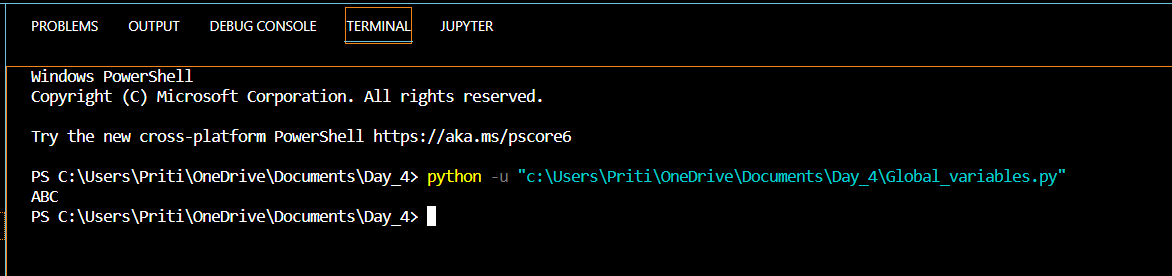 PROBLEMS OUTPUT DEBUG CONSOLE TERMINAL JUPYTER
Windows PowerShell
Copyright (C) Microsoft Corporation. All rights reserved.
Try the new cross-platform PowerShell https://aka.ms/pscore6
PS C:\Users\Priti\OneDrive\Documents\Day_4> python -u "c:\Users\Priti\OneDrive\Documents\Day_4\Global_variables.py"
ABC
PS C:\Users\Priti\OneDrive\Documents\Day_4>